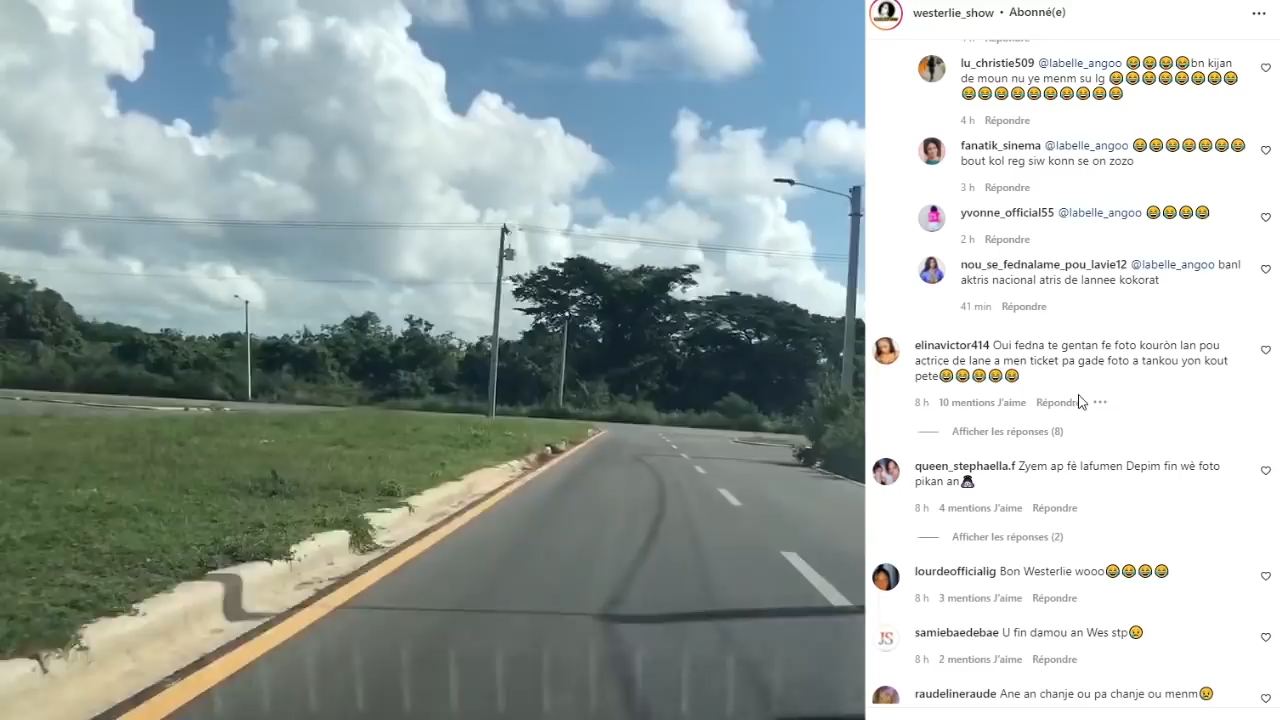 westerlie_show • Abonné(e)
lu_christie509 @labelle_angoo 😂😂😂😂bn kijan
de moun nu ye menm su Ig 😂😂😂😂😂😂😂😂
😂😂😂😂😂😂😂😂😂😂
4 h Répondre
fanatik_sinema @labelle_angoo 😂😂😂😂😂😂😂
bout kol reg siw konn se on zozo
3 h Répondre
yvonne_official55 @labelle_angoo 😂😂😂😂
2 h Répondre
nou_se_fednalame_pou_lavie12 @labelle_angoo banl
aktris nacional atris de lannee kokorat
41 min Répondre
elinavictor414 Oui fedna te gentan fe foto kouròn lan pou
actrice de lane a men ticket pa gade foto a tankou yon kout
pete😂😂😂😂😂
8 h 10 mentions J’aime Répondre •••
Afficher les réponses (8)
queen_stephaella.f Zyem ap fè lafumen Depim fin wè foto
pikan an
8 h 4 mentions J’aime Répondre
Afficher les réponses (2)
lourdeofficialig Bon Westerlie wooo😂😂😂😂
8 h 3 mentions J’aime Répondre
JS
samiebaedebae U fin damou an Wes stp😢
8 h 2 mentions J’aime Répondre
raudelineraude Ane an chanje ou pa chanje ou menm😢